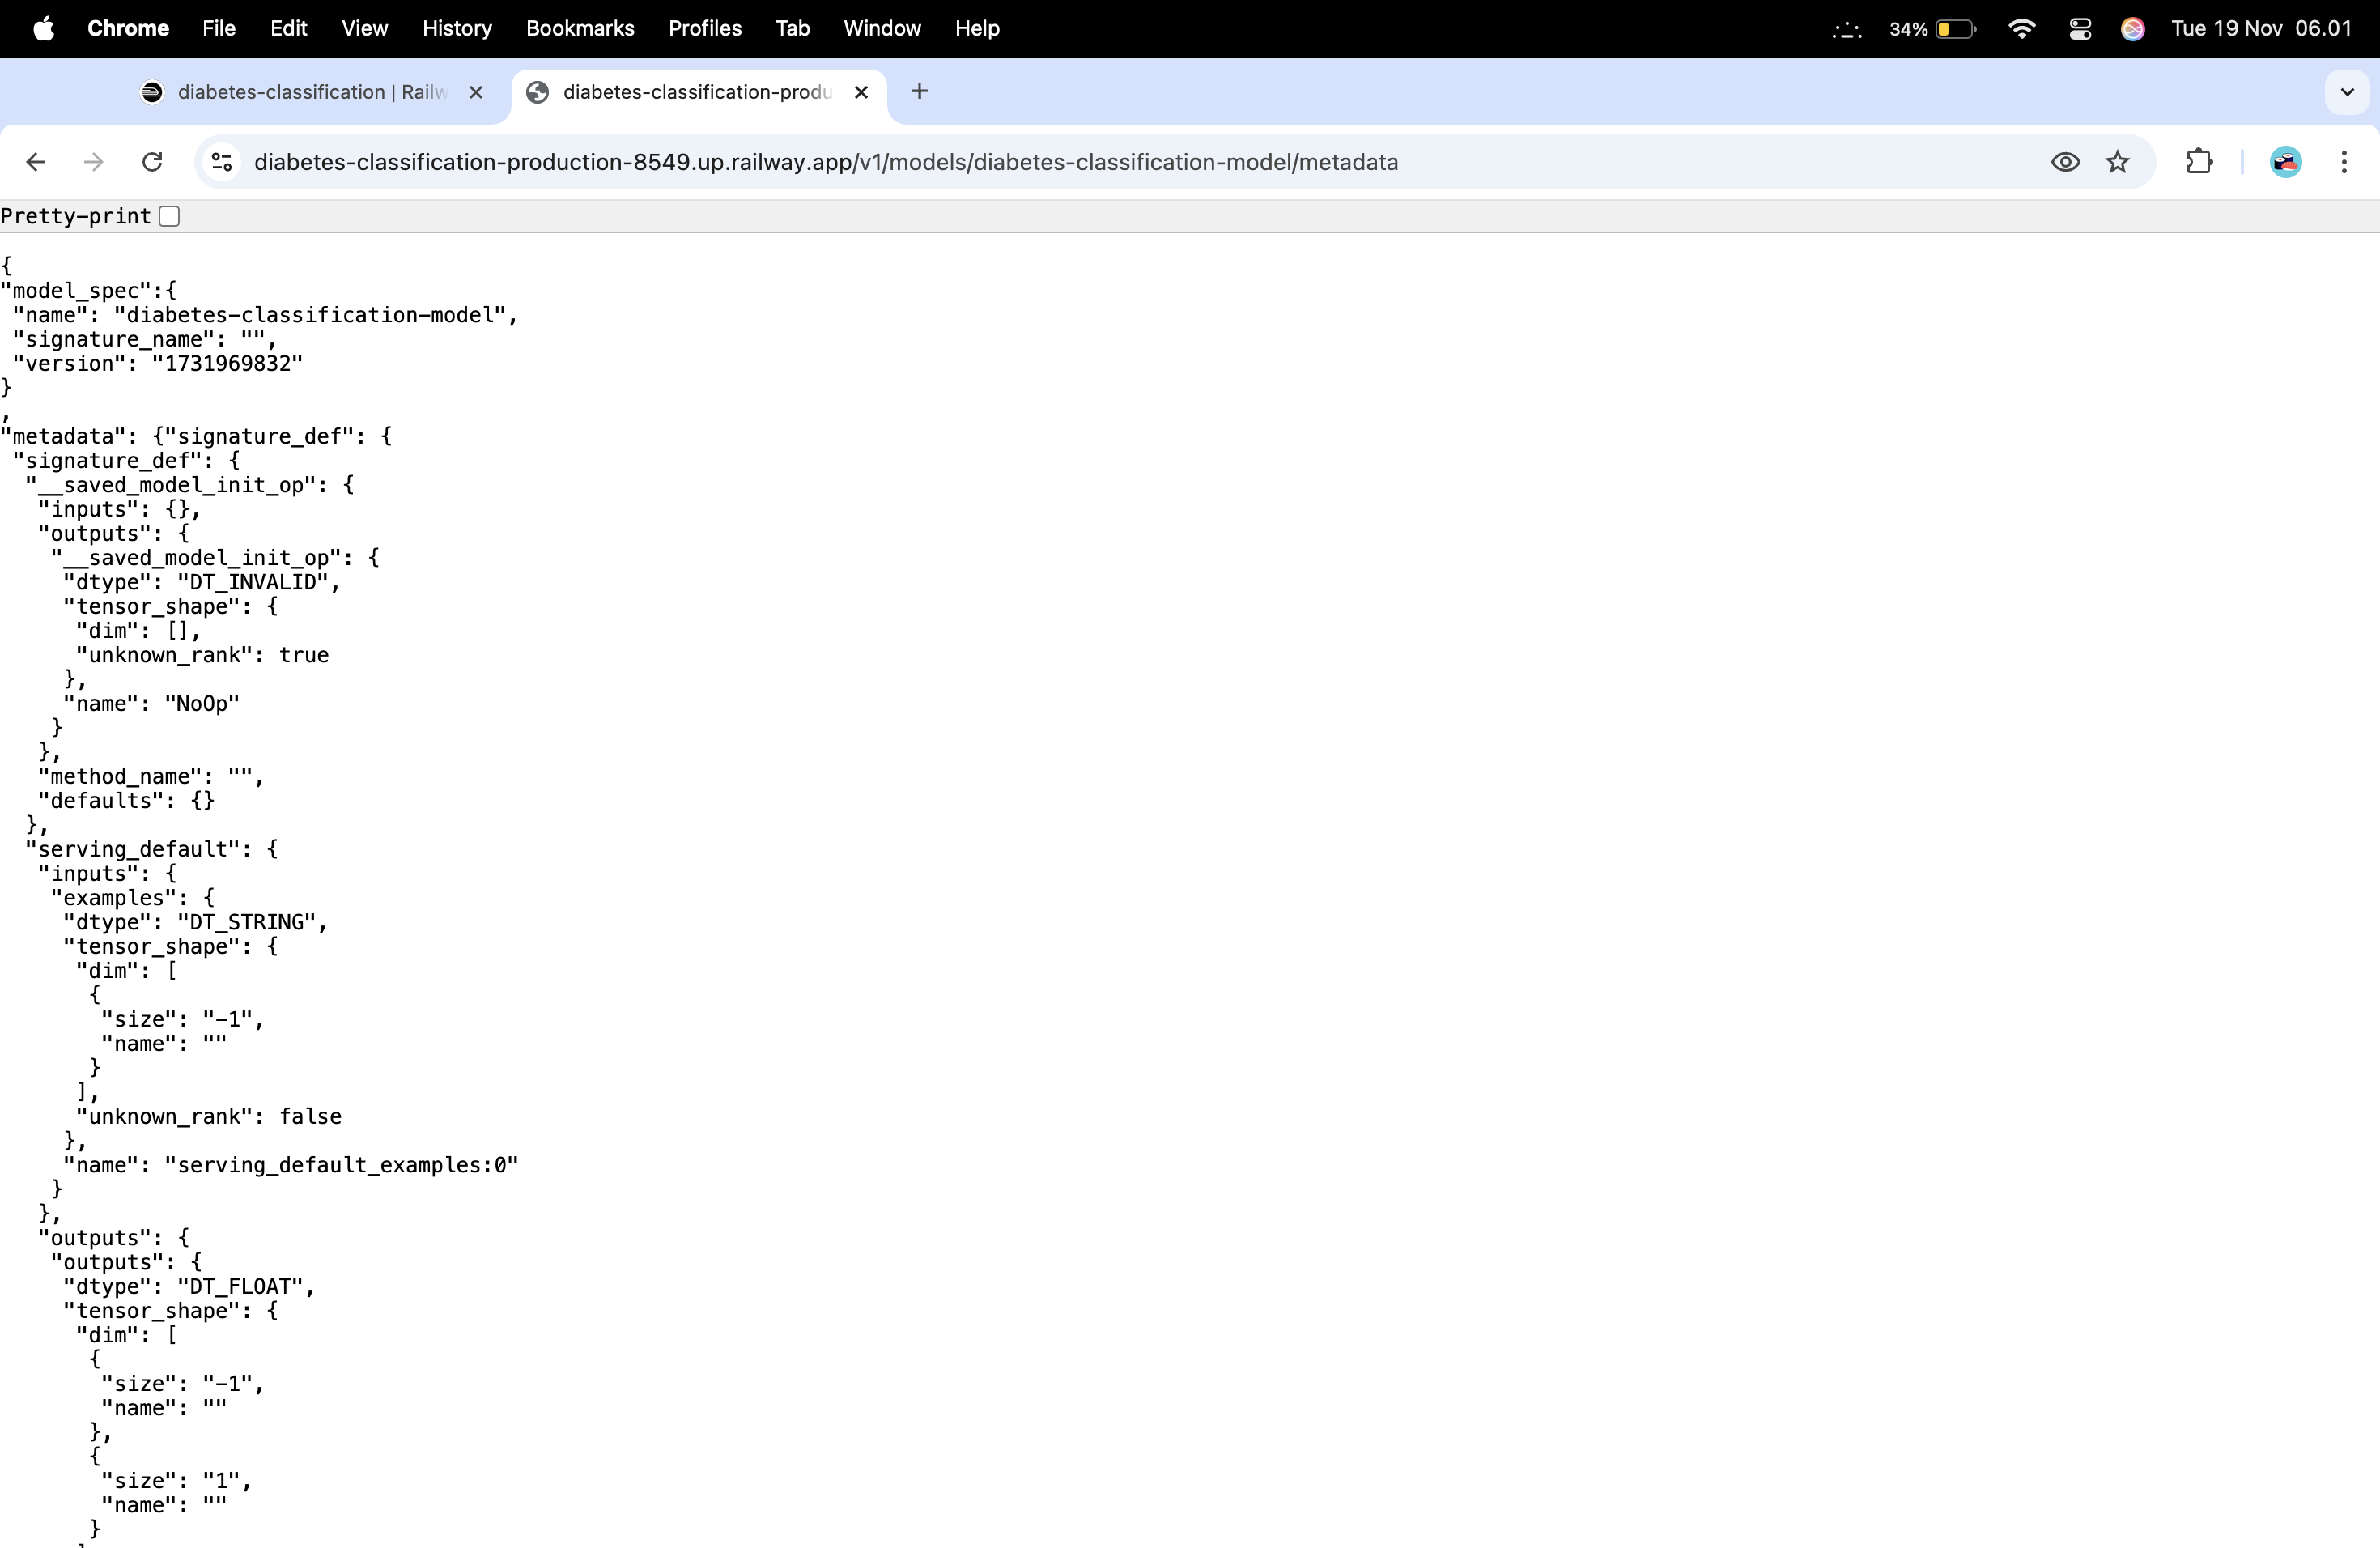 Chrome File Edit View History Bookmarks Profiles Tab Window Help 34% Tue 19 Nov 06.01
diabetes-classification | Railw diabetes-classification-produ
diabetes-classification-production-8549.up.railway.app/v1/models/diabetes-classification-model/metadata
Pretty-print
{
"model_spec":{
 "name": "diabetes-classification-model",
 "signature_name": "",
 "version": "1731969832"
}
,
"metadata": {"signature_def": {
 "signature_def": {
  "__saved_model_init_op": {
   "inputs": {},
   "outputs": {
    "__saved_model_init_op": {
     "dtype": "DT_INVALID",
     "tensor_shape": {
      "dim": [],
      "unknown_rank": true
     },
     "name": "NoOp"
    }
   },
   "method_name": "",
   "defaults": {}
  },
  "serving_default": {
   "inputs": {
    "examples": {
     "dtype": "DT_STRING",
     "tensor_shape": {
      "dim": [
       {
        "size": "-1",
        "name": ""
       }
      ],
      "unknown_rank": false
     },
     "name": "serving_default_examples:0"
    }
   },
   "outputs": {
    "outputs": {
     "dtype": "DT_FLOAT",
     "tensor_shape": {
      "dim": [
       {
        "size": "-1",
        "name": ""
       },
       {
        "size": "1",
        "name": ""
       }